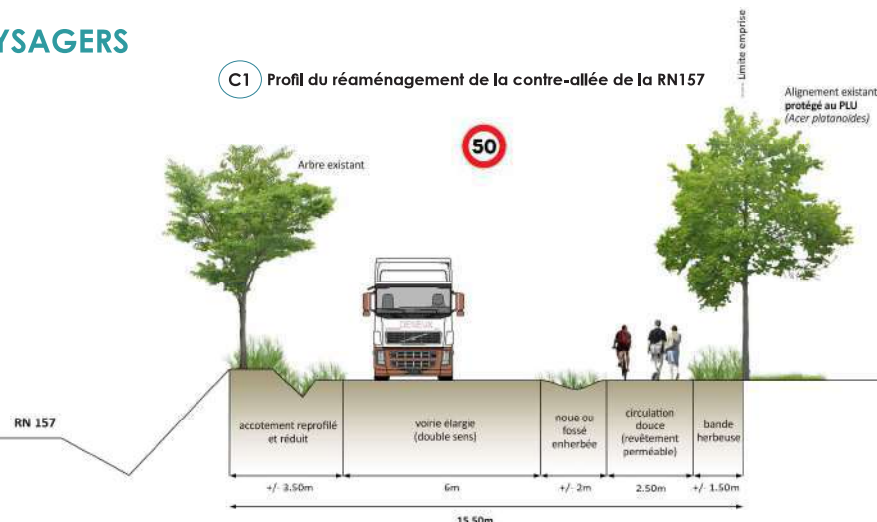 YSAGERS
C1 Profil du réaménagement de la contre-allée de la RN157
Limite emprise
50
Arbre existant
Alignement existant
protégé au PLU
(Acer platanoides)
RN 157
accotement reprofilé
et réduit
voirie élargie
(double sens)
noue ou
fossé
enherbée
circulation
douce
(revêtement
perméable)
bande
herbeuse
+/- 3.50m
6m
+/- 2m
2.50m
+/- 1.50m
15.50m